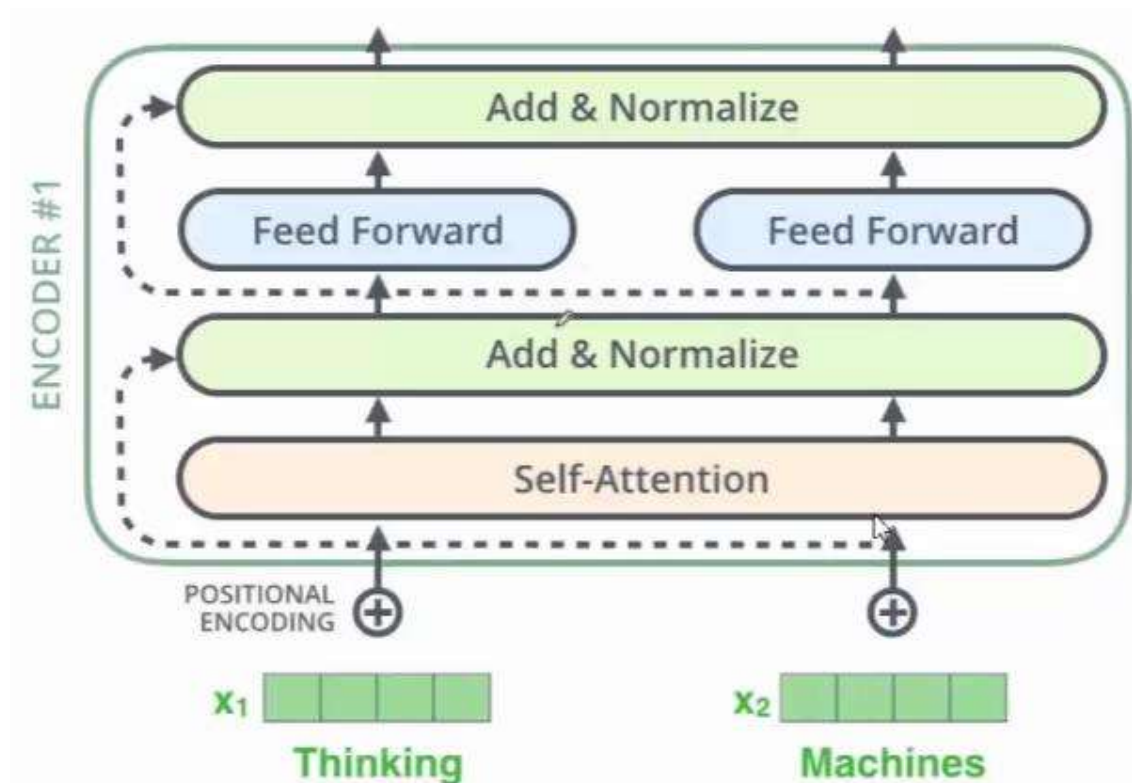 Add & Normalize
Feed Forward
Feed Forward
ENCODER #1
Add & Normalize
Self-Attention
POSITIONAL
ENCODING
x₁
x₂
Thinking
Machines